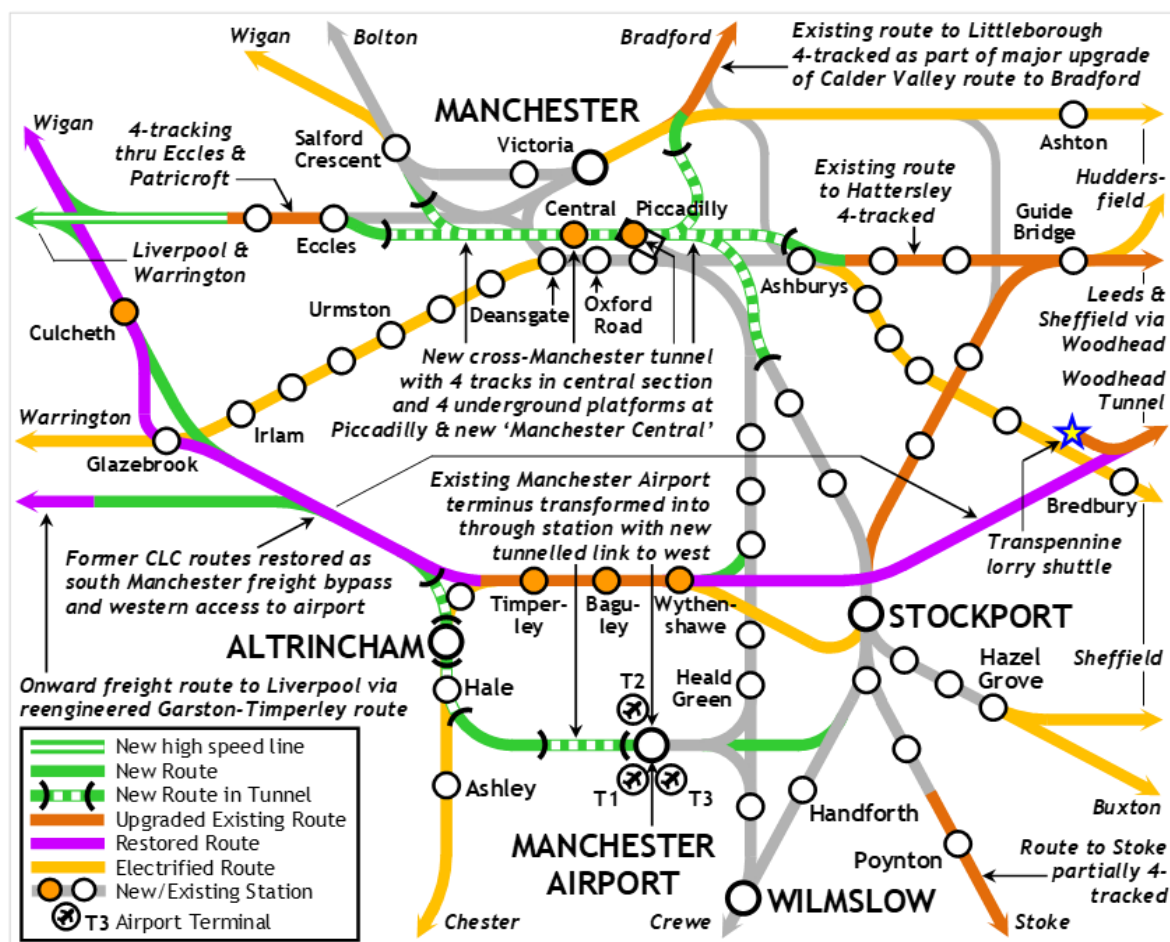 Wigan
Bolton
Bradford
Existing route to Littleborough
4-tracked as part of major upgrade
of Calder Valley route to Bradford
MANCHESTER
Wigan
4-tracking
thru Eccles &
Patricroft
Salford
Crescent
Victoria
Ashton
Existing route
to Hattersley
4-tracked
Hudders-
field
Central
Piccadilly
Guide
Bridge
Eccles
Liverpool &
Warrington
Ashburys
Deansgate
Oxford
Road
Urmston
Culcheth
Leeds &
Sheffield via
Woodhead
New cross-Manchester tunnel
with 4 tracks in central section
and 4 underground platforms at
Piccadilly & new ‘Manchester Central’
Woodhead
Tunnel
Warrington
Irlam
Glazebrook
Existing Manchester Airport
terminus transformed into
through station with new
tunnelled link to west
Bredbury
Transpennine
lorry shuttle
Former CLC routes restored as
south Manchester freight bypass
and western access to airport
Timper-
ley
Bagu-
ley
Wythen-
shawe
STOCKPORT
ALTRINCHAM
Hazel
Grove
Sheffield
Onward freight route to Liverpool via
reengineered Garston-Timperley route
Hale
T2
Heald
Green
New high speed line
New Route
New Route in Tunnel
Upgraded Existing Route
Restored Route
Electrified Route
New/Existing Station
T3 Airport Terminal
Ashley
T1
T3
Handforth
Buxton
MANCHESTER
AIRPORT
Poynton
Route to Stoke
partially 4-
tracked
WILMSLOW
Chester
Crewe
Stoke